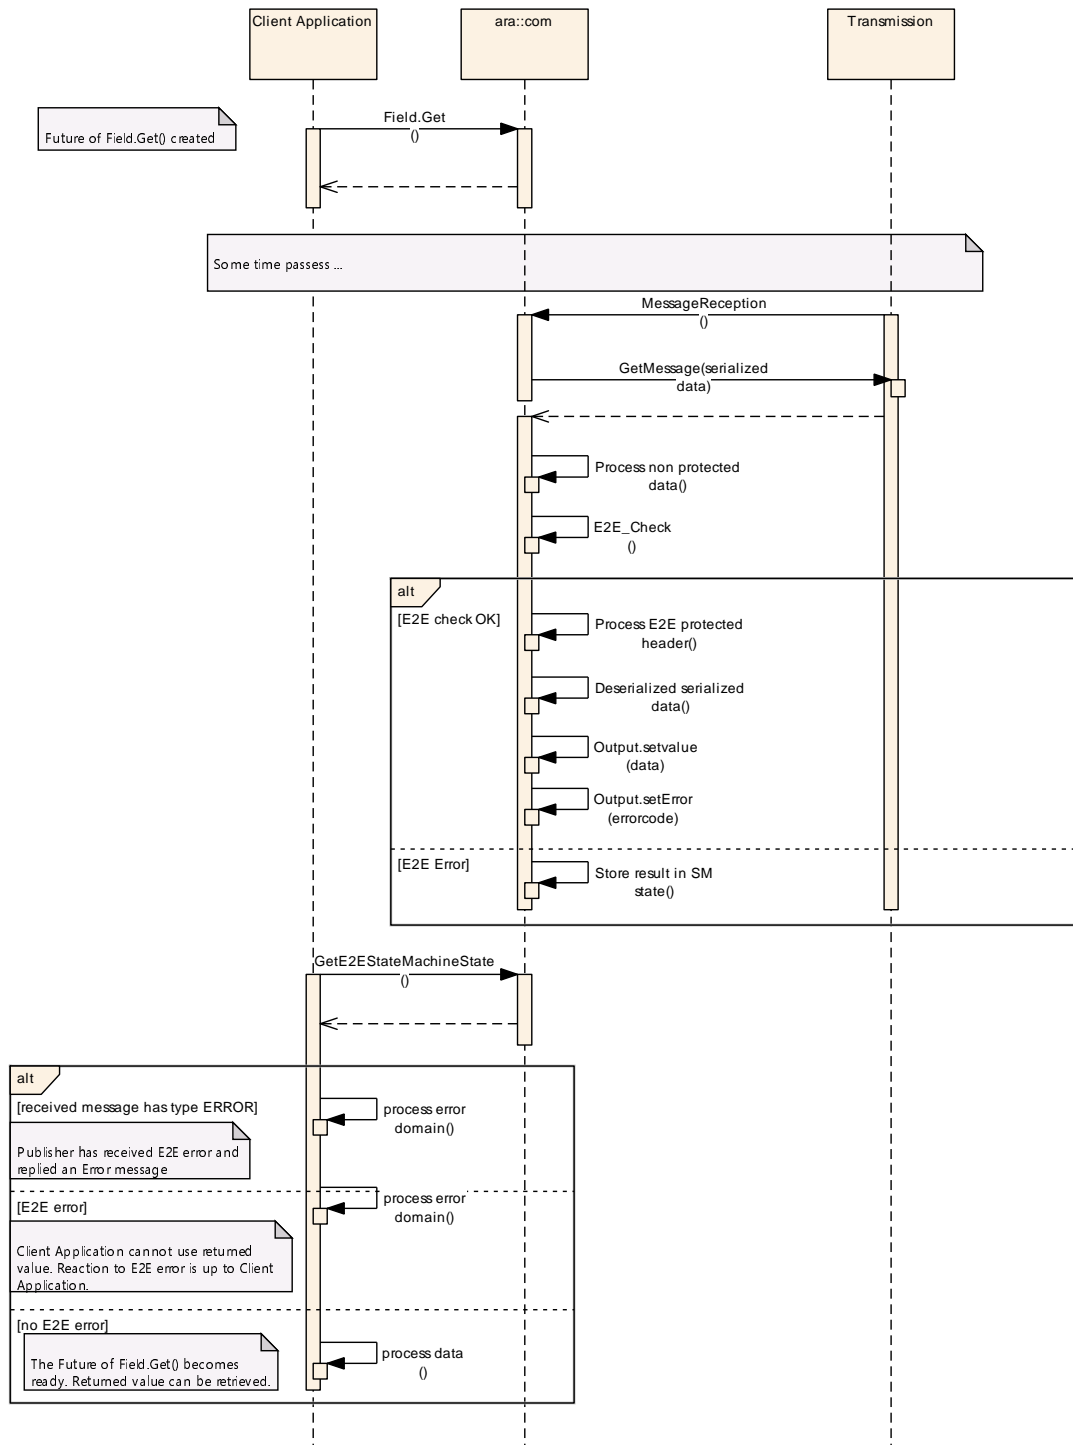 Client Application
ara::com
Transmission
Future of Field.Get() created
Field.Get
()
Some time passess ...
MessageReception
()
GetMessage(serialized
data)
Process non protected
data()
E2E_Check
()
alt
[E2E check OK]
Process E2E protected
header()
Deserialized serialized
data()
Output.setvalue
(data)
Output.setError
(errorcode)
[E2E Error]
Store result in SM
state()
GetE2EStateMachineState
()
alt
[received message has type ERROR]
process error
domain()
Publisher has received E2E error and
replied an Error message
process error
domain()
[E2E error]
Client Application cannot use returned
value. Reaction to E2E error is up to Client
Application.
[no E2E error]
The Future of Field.Get() becomes
ready. Returned value can be retrieved.
process data
()